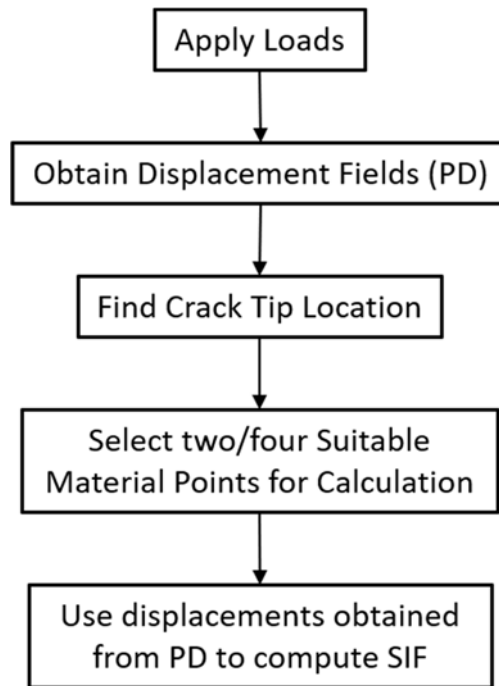 Apply Loads
Obtain Displacement Fields (PD)
Find Crack Tip Location
Select two/four Suitable
Material Points for Calculation
Use displacements obtained
from PD to compute SIF